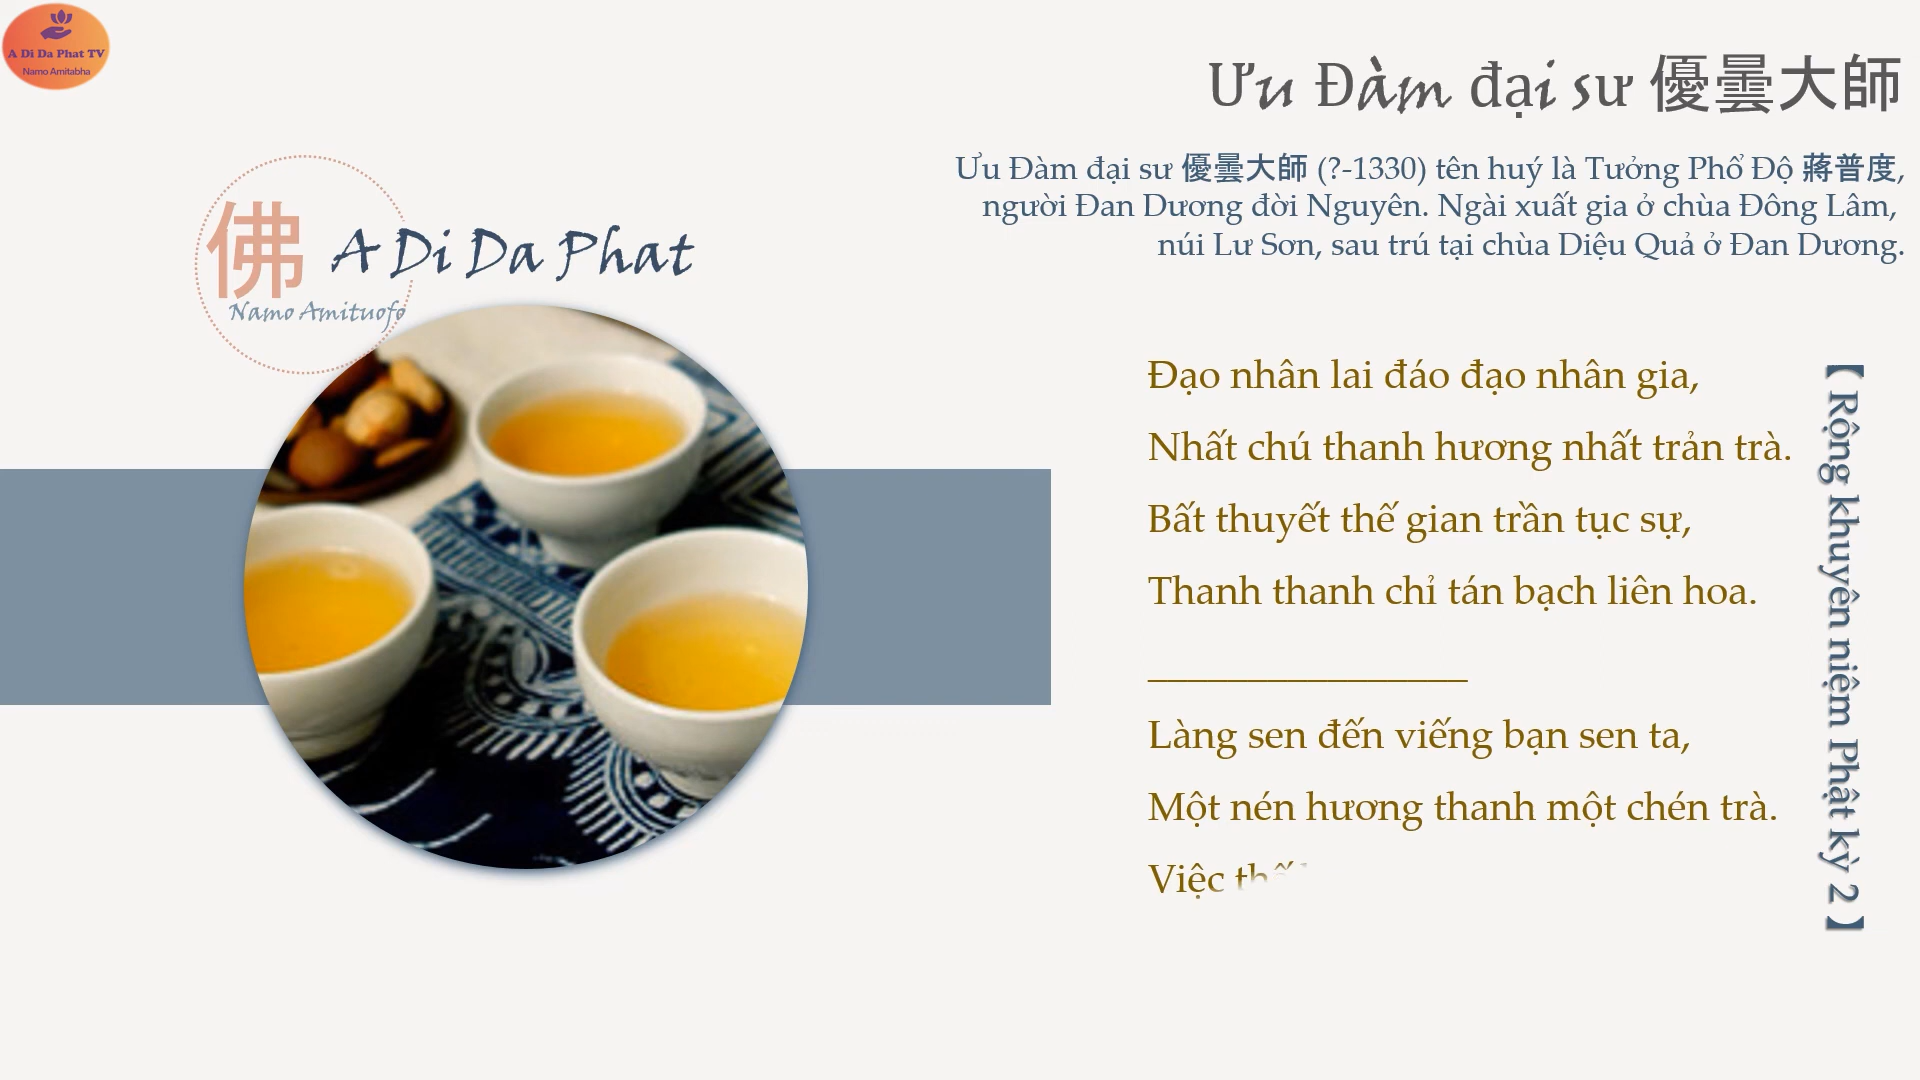 A Di Da Phat TV
Namo Amitabha
Ưu Đàm đại sư 優曇大師
Ưu Đàm đại sư 優曇大師 (?-1330) tên huý là Tưởng Phổ Độ 蔣普度,
người Đan Dương đời Nguyên. Ngài xuất gia ở chùa Đông Lâm,
núi Lư Sơn, sau trú tại chùa Diệu Quả ở Đan Dương.
佛
A Di Da Phat
Namo Amituofo
Đạo nhân lai đáo đạo nhân gia,
Nhất chú thanh hương nhất trản trà.
Bất thuyết thế gian trần tục sự,
Thanh thanh chỉ tán bạch liên hoa.
________________
Làng sen đến viếng bạn sen ta,
Một nén hương thanh một chén trà.
Việc
【 Rộng khuyên niệm Phật kỳ 2 】